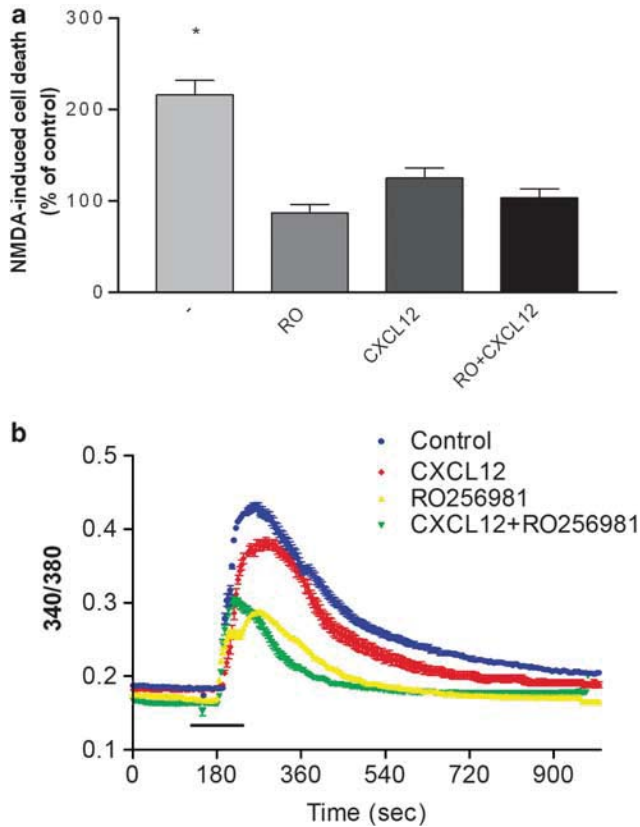 a
NMDA-induced cell death
(% of control)
300
200
100
0
*
-
RO
CXCL12
RO+CXCL12
b
Control
CXCL12
RO256981
CXCL12+RO256981
340/380
0.5
0.4
0.3
0.2
0.1
0
180
360
540
720
900
Time (sec)